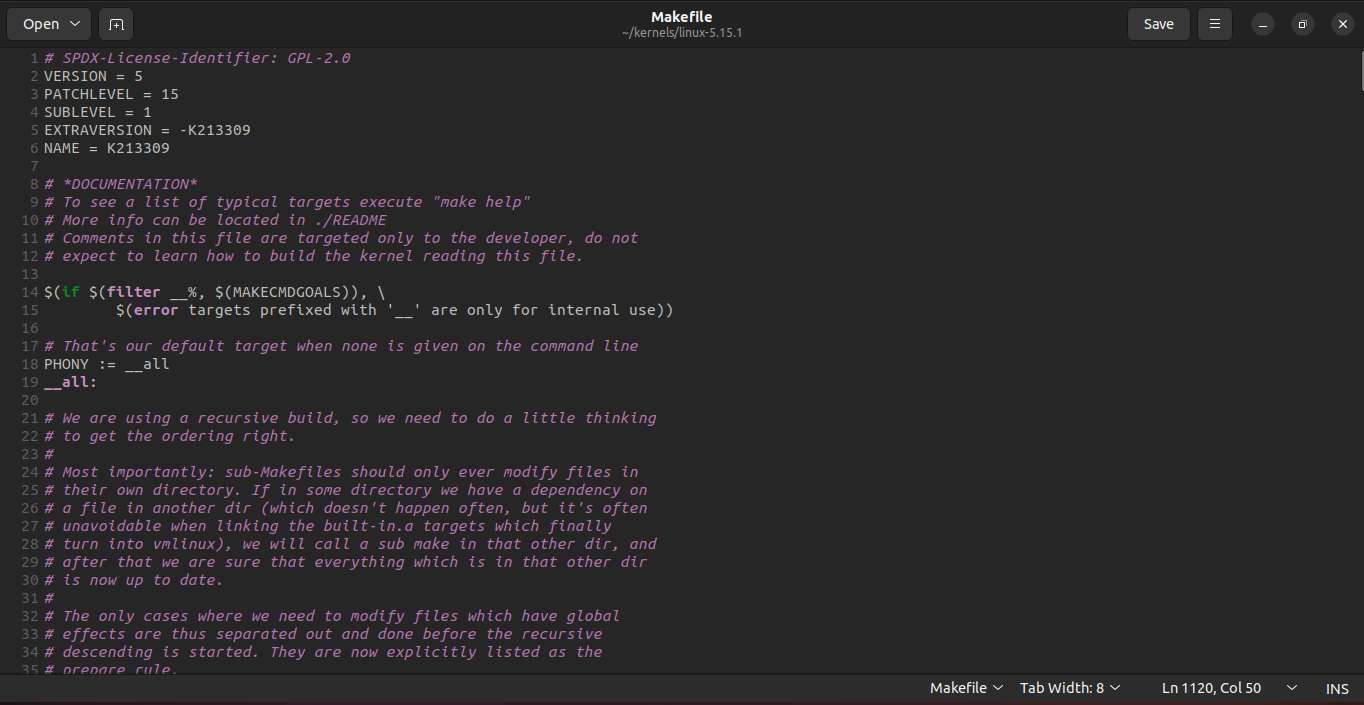 Open
Makefile
~/kernels/linux-5.15.1
Save
1 # SPDX-License-Identifier: GPL-2.0
2 VERSION = 5
3 PATCHLEVEL = 15
4 SUBLEVEL = 1
5 EXTRAVERSION = -K213309
6 NAME = K213309
7
8 # *DOCUMENTATION*
9 # To see a list of typical targets execute "make help"
10 # More info can be located in ./README
11 # Comments in this file are targeted only to the developer, do not
12 # expect to learn how to build the kernel reading this file.
13
14 $(if $(filter __%, $(MAKECMDGOALS)), \
15         $(error targets prefixed with '__' are only for internal use))
16
17 # That's our default target when none is given on the command line
18 PHONY := __all
19 __all:
20
21 # We are using a recursive build, so we need to do a little thinking
22 # to get the ordering right.
23 #
24 # Most importantly: sub-Makefiles should only ever modify files in
25 # their own directory. If in some directory we have a dependency on
26 # a file in another dir (which doesn't happen often, but it's often
27 # unavoidable when linking the built-in.a targets which finally
28 # turn into vmlinux), we will call a sub make in that other dir, and
29 # after that we are sure that everything which is in that other dir
30 # is now up to date.
31 #
32 # The only cases where we need to modify files which have global
33 # effects are thus separated out and done before the recursive
34 # descending is started. They are now explicitly listed as the
35 # prepare rule.
Makefile
Tab Width: 8
Ln 1120, Col 50
INS